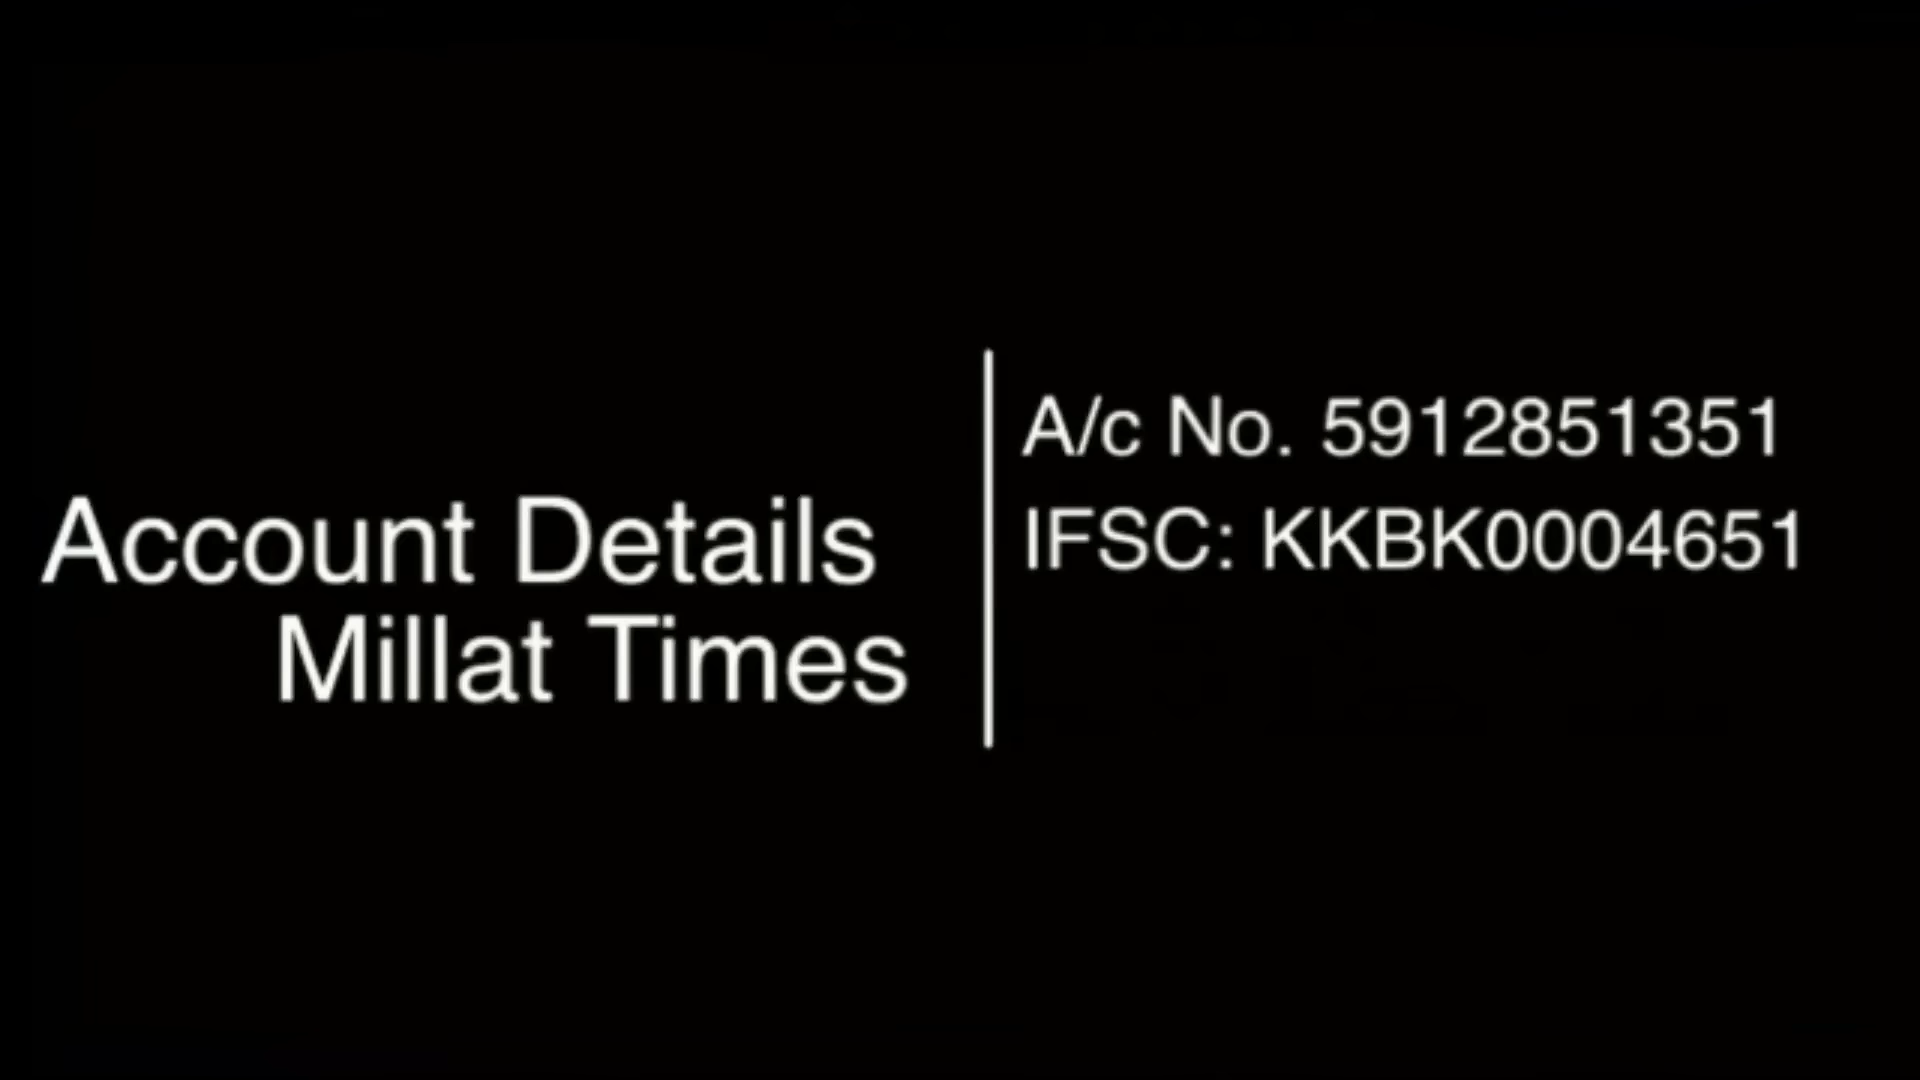 Account Details
Millat Times
A/c No. 5912851351
IFSC: KKBK0004651